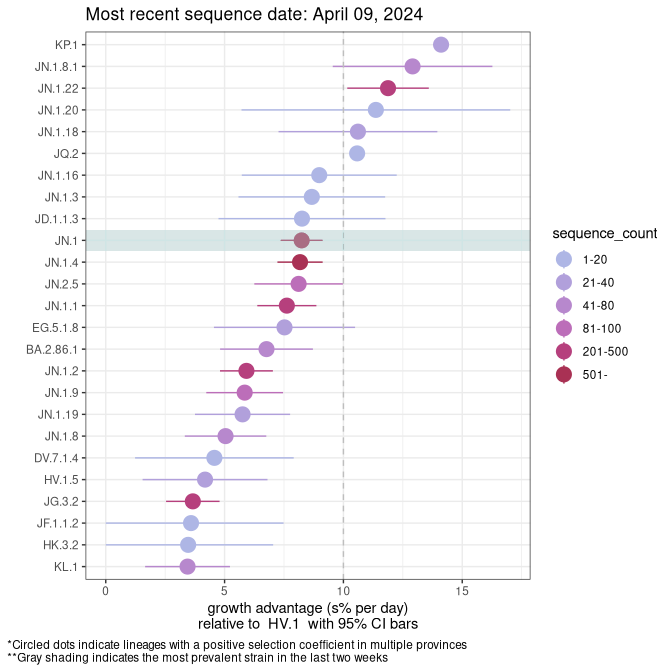 Most recent sequence date: April 09, 2024
KP.1
JN.1.8.1
JN.1.22
JN.1.20
JN.1.18
JQ.2
JN.1.16
JN.1.3
JD.1.1.3
JN.1
JN.1.4
JN.2.5
JN.1.1
EG.5.1.8
BA.2.86.1
JN.1.2
JN.1.9
JN.1.19
JN.1.8
DV.7.1.4
HV.1.5
JG.3.2
JF.1.1.2
HK.3.2
KL.1
0 5 10 15
growth advantage (s% per day)
relative to HV.1 with 95% CI bars
sequence_count
1-20
21-40
41-80
81-100
201-500
501-
*Circled dots indicate lineages with a positive selection coefficient in multiple provinces
**Gray shading indicates the most prevalent strain in the last two weeks